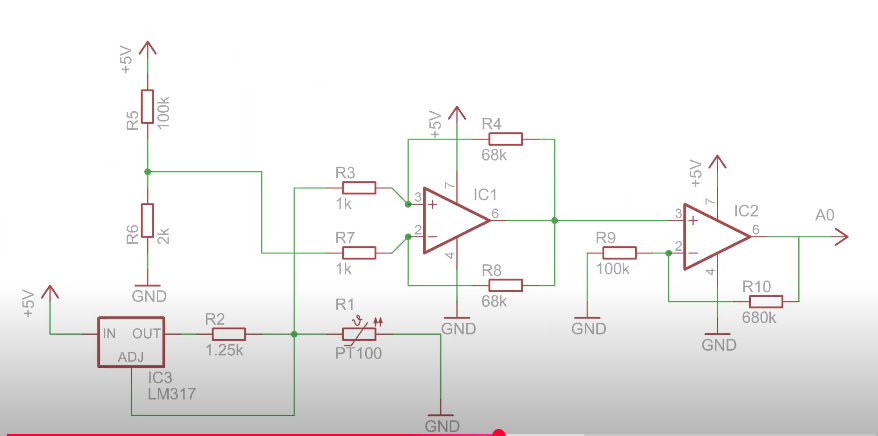 +5V
R5
100k
R6
2k
GND
+5V
IN
OUT
ADJ
IC3
LM317
R2
1.25k
R3
1k
R7
1k
R1
ϑ
PT100
GND
+5V
R4
68k
3
+
2
-
7
4
6
IC1
R8
68k
GND
R9
100k
GND
+5V
3
+
2
-
7
4
6
IC2
A0
R10
680k
GND